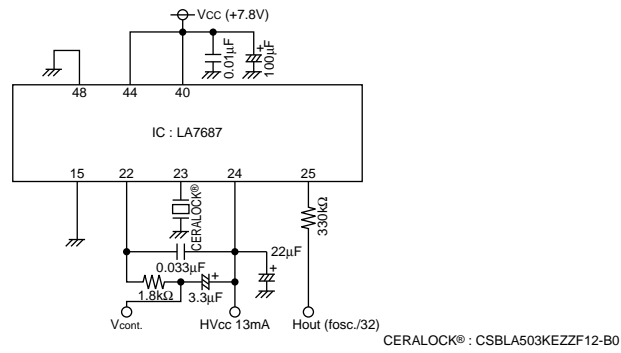 VCC (+7.8V)
0.01μF
100μF
+
48
44
40
IC : LA7687
15
22
23
24
25
CERALOCK®
330kΩ
0.033μF
22μF
+
1.8kΩ
3.3μF
+
Vcont.
HVcc 13mA
Hout (fosc./32)
CERALOCK® : CSBLA503KEZZF12-B0